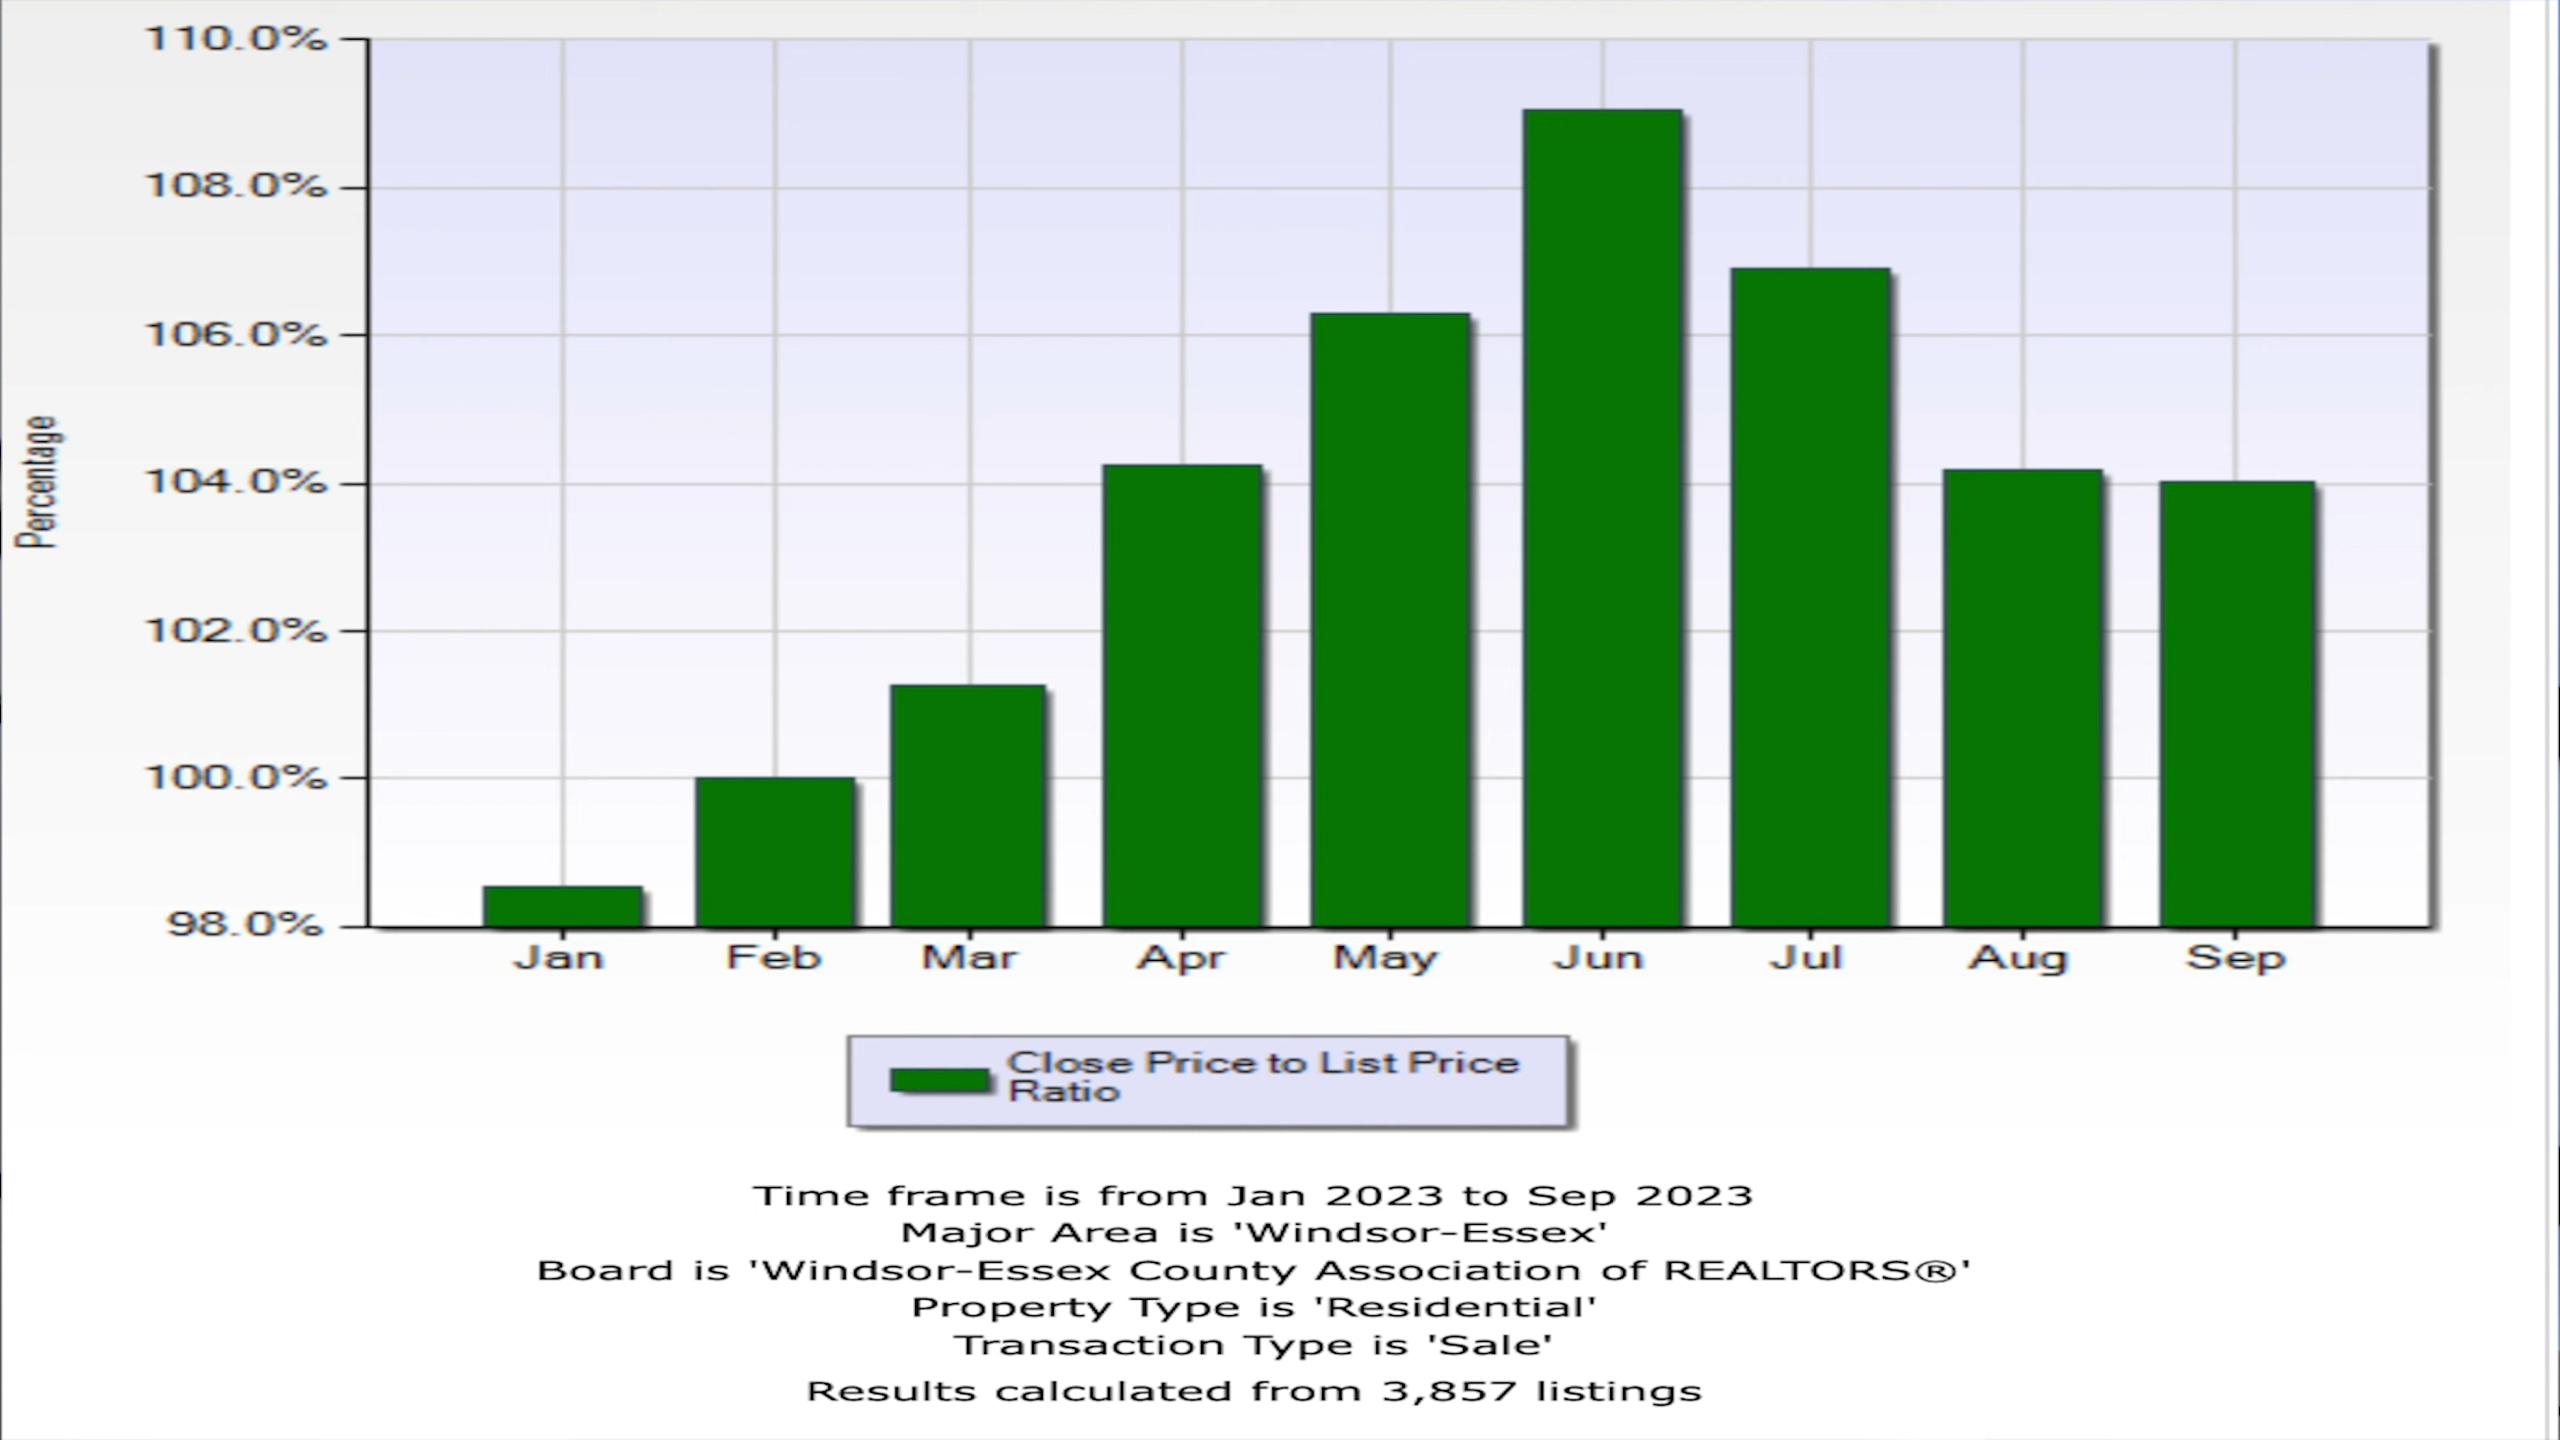 110.0%
108.0%
106.0%
104.0%
102.0%
100.0%
98.0%
Percentage
Jan Feb Mar Apr May Jun Jul Aug Sep
Close Price to List Price
Ratio
Time frame is from Jan 2023 to Sep 2023
Major Area is 'Windsor-Essex'
Board is 'Windsor-Essex County Association of REALTORS®'
Property Type is 'Residential'
Transaction Type is 'Sale'
Results calculated from 3,857 listings